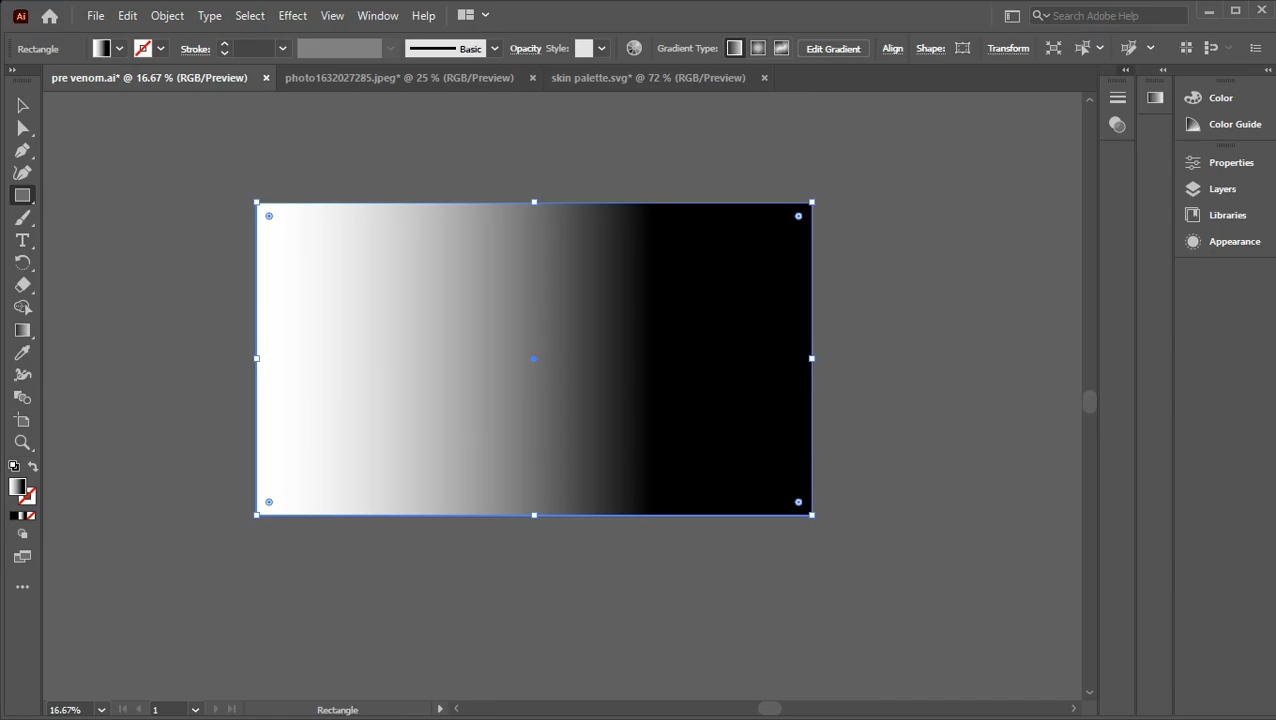 Ai File Edit Object Type Select Effect View Window Help Search Adobe Help
Rectangle Stroke: Basic Opacity Style: Gradient Type: Edit Gradient Align Shape: Transform
pre venom.ai* @ 16.67 % (RGB/Preview) photo1632027285.jpeg* @ 25 % (RGB/Preview) skin palette.svg* @ 72 % (RGB/Preview)
Color
Color Guide
Properties
Layers
Libraries
Appearance
16.67% 1 Rectangle